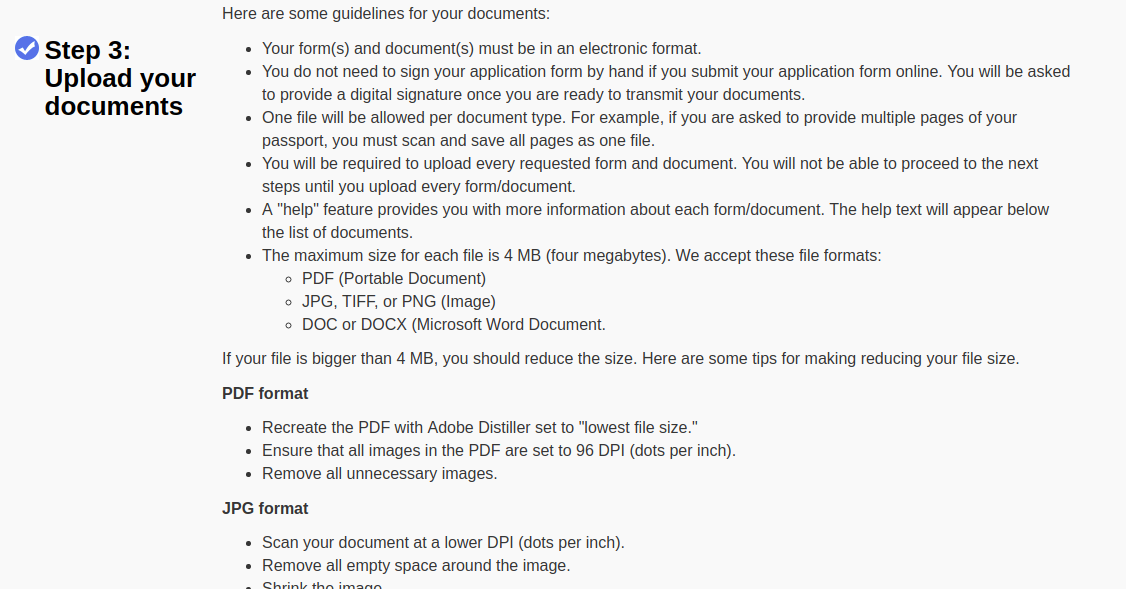 Here are some guidelines for your documents:
Step 3:
Upload your
documents
Your form(s) and document(s) must be in an electronic format.
You do not need to sign your application form by hand if you submit your application form online. You will be asked
to provide a digital signature once you are ready to transmit your documents.
One file will be allowed per document type. For example, if you are asked to provide multiple pages of your
passport, you must scan and save all pages as one file.
You will be required to upload every requested form and document. You will not be able to proceed to the next
steps until you upload every form/document.
A "help" feature provides you with more information about each form/document. The help text will appear below
the list of documents.
The maximum size for each file is 4 MB (four megabytes). We accept these file formats:
PDF (Portable Document)
JPG, TIFF, or PNG (Image)
DOC or DOCX (Microsoft Word Document.
If your file is bigger than 4 MB, you should reduce the size. Here are some tips for making reducing your file size.
PDF format
Recreate the PDF with Adobe Distiller set to "lowest file size."
Ensure that all images in the PDF are set to 96 DPI (dots per inch).
Remove all unnecessary images.
JPG format
Scan your document at a lower DPI (dots per inch).
Remove all empty space around the image.
Shrink the image